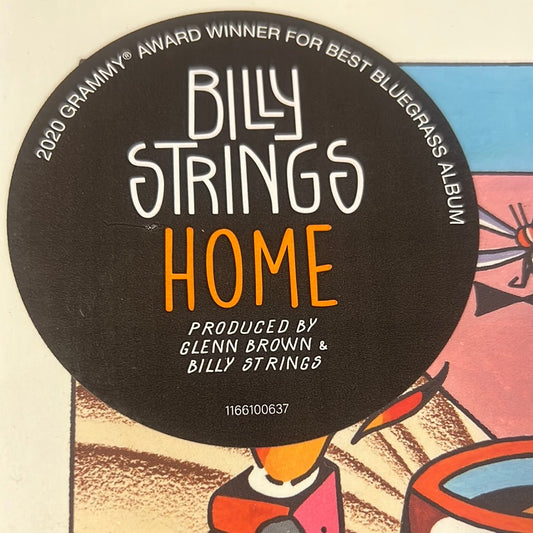 2020 GRAMMY® AWARD WINNER FOR BEST BLUEGRASS ALBUM
BILLY
STRINGS
HOME
PRODUCED BY
GLENN BROWN &
BILLY STRINGS
1166100637